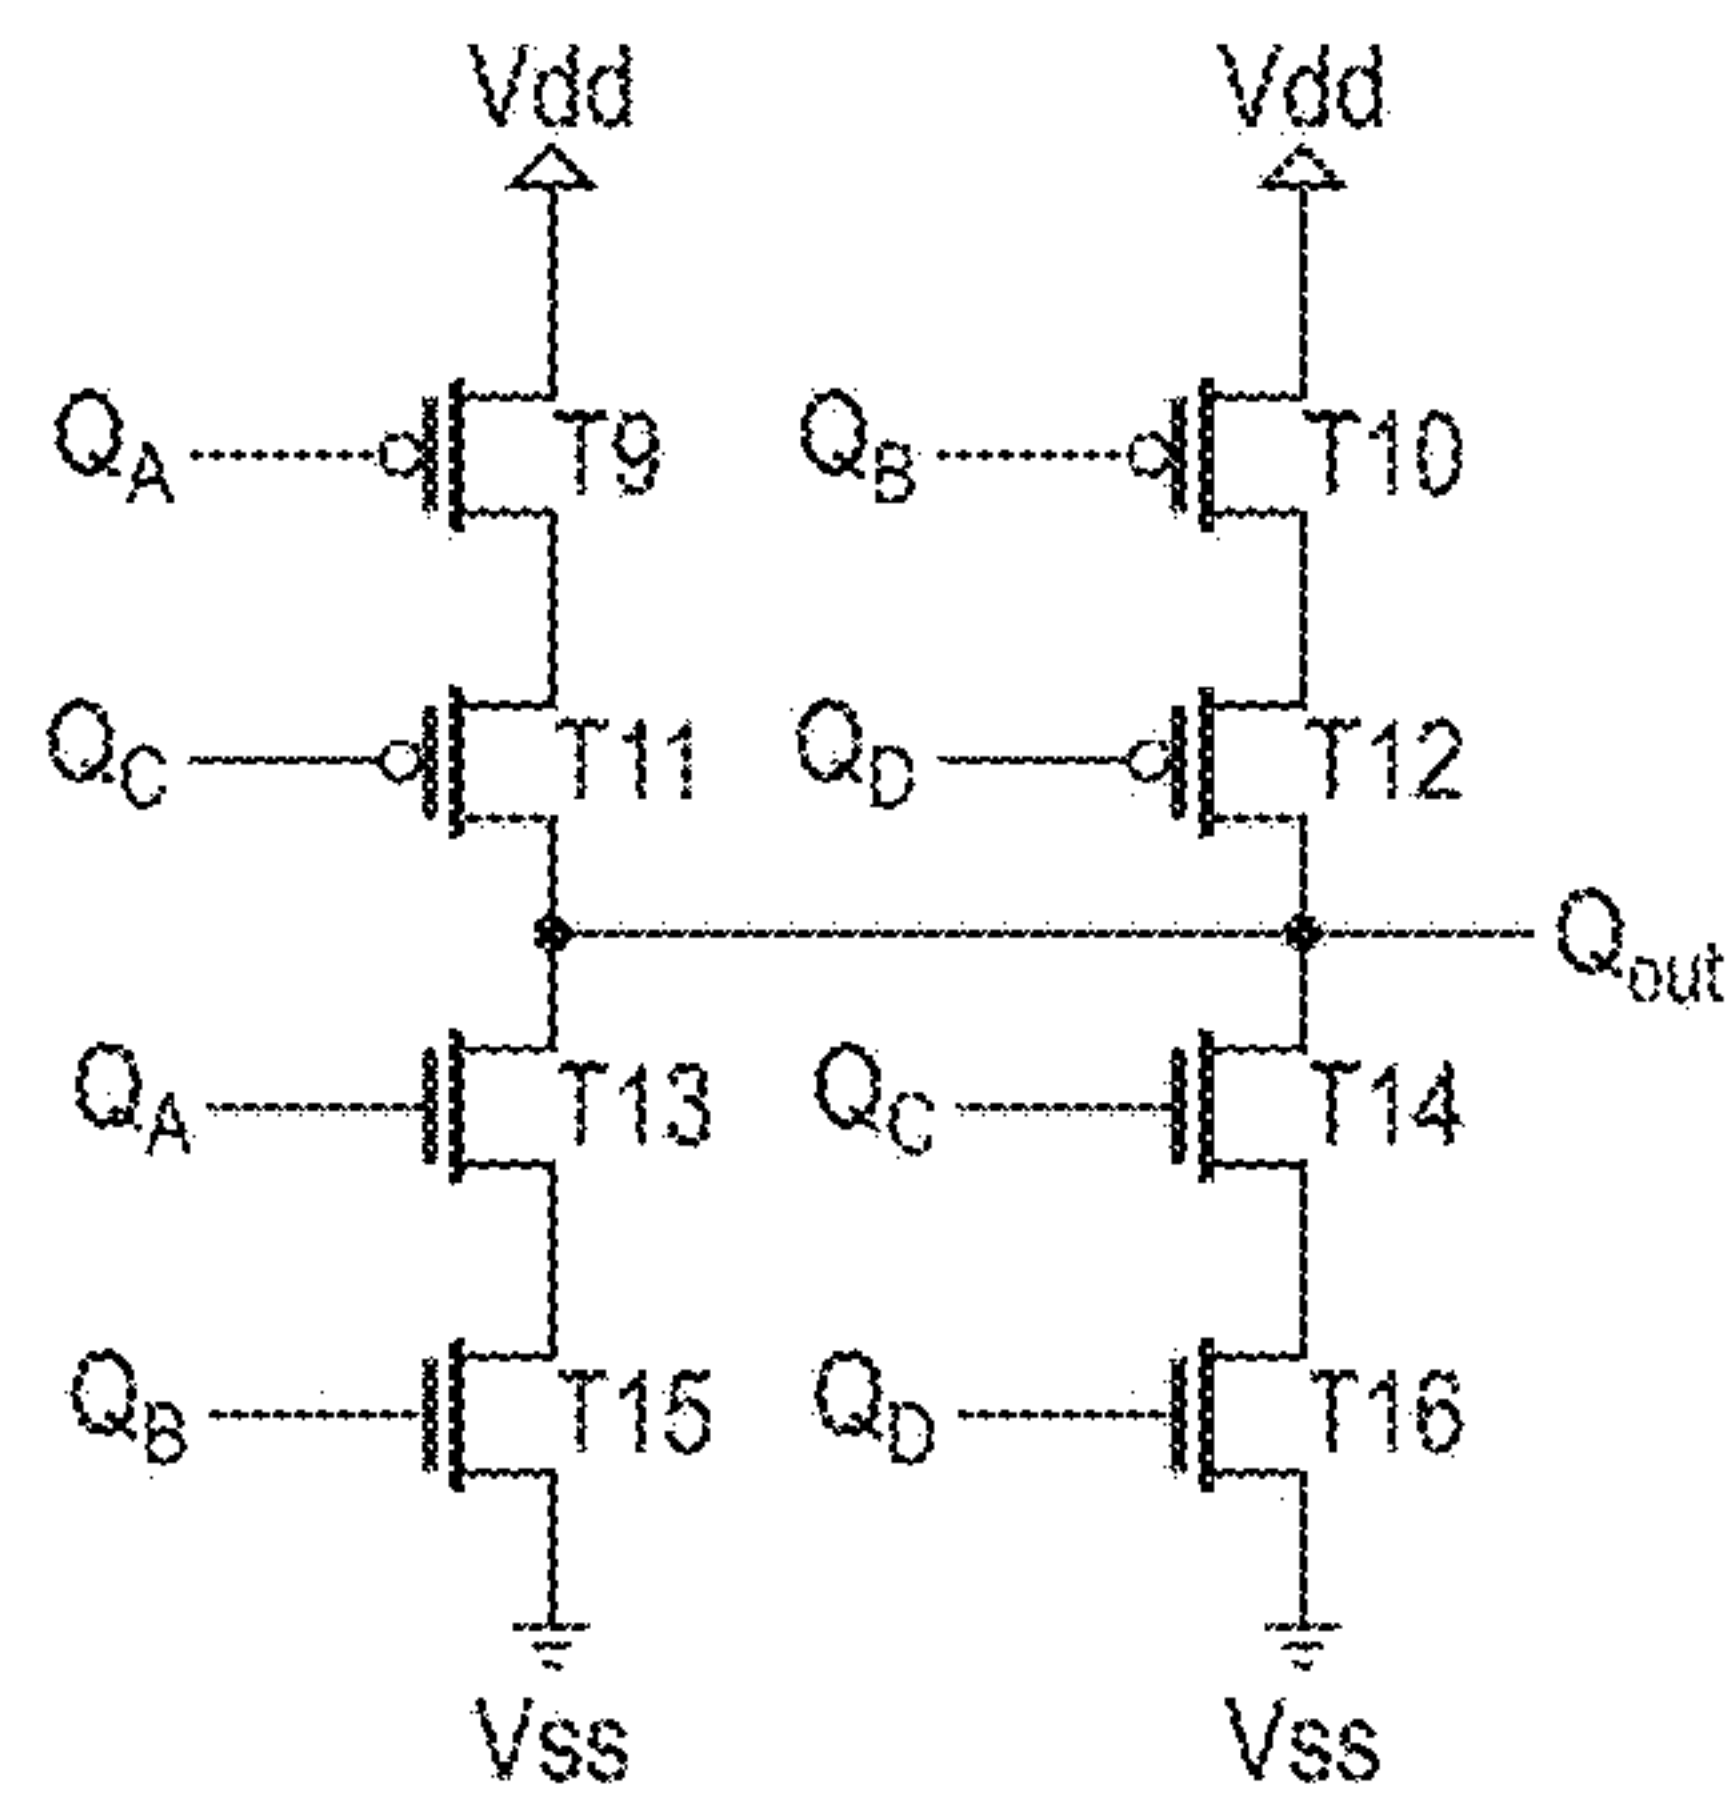 Vdd Vdd
QA T9 QB T10
QC T11 QD T12
Qout
QA T13 QC T14
QB T15 QD T16
Vss Vss